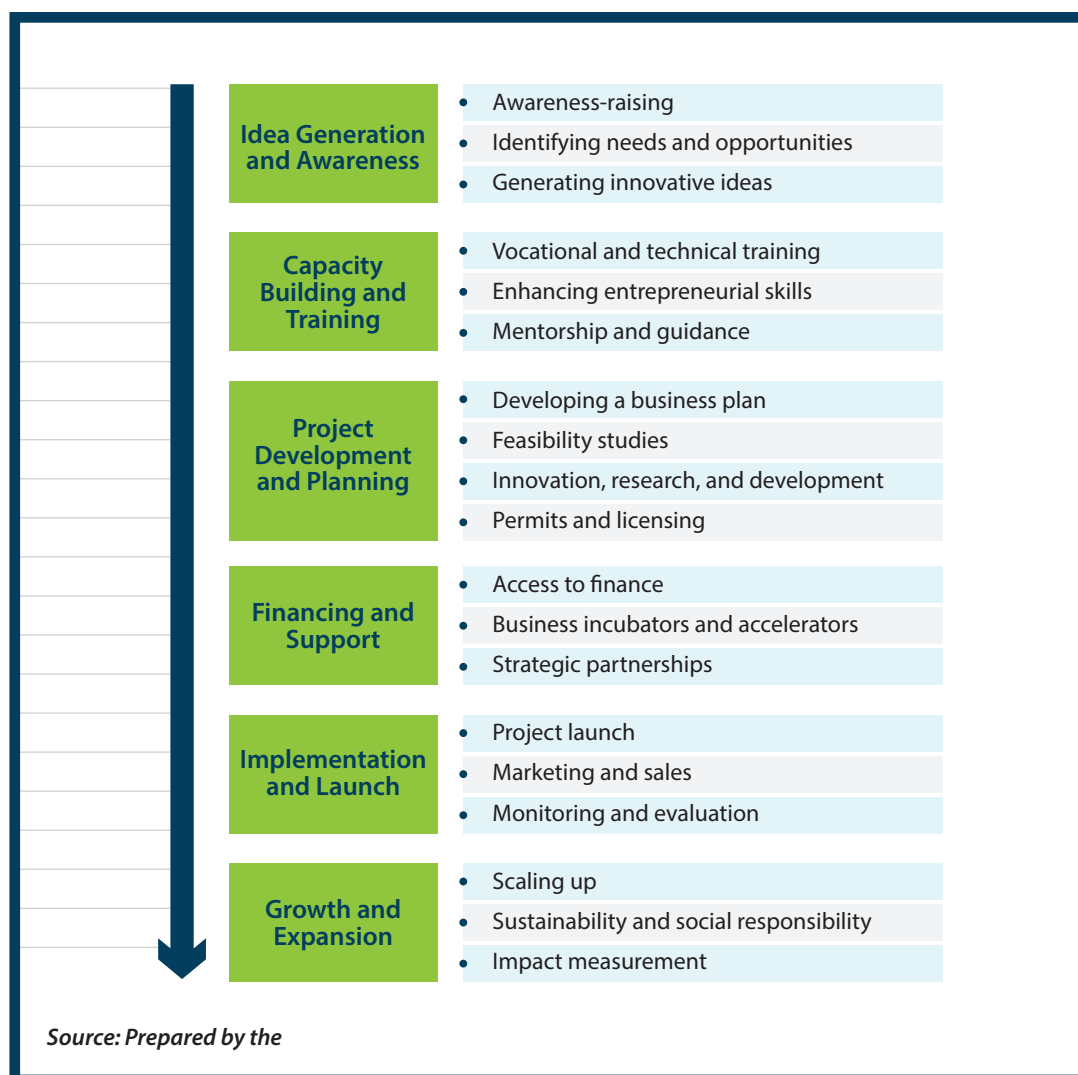 Idea Generation
and Awareness
• Awareness-raising
• Identifying needs and opportunities
• Generating innovative ideas
Capacity
Building and
Training
• Vocational and technical training
• Enhancing entrepreneurial skills
• Mentorship and guidance
Project
Development
and Planning
• Developing a business plan
• Feasibility studies
• Innovation, research, and development
• Permits and licensing
Financing and
Support
• Access to finance
• Business incubators and accelerators
• Strategic partnerships
Implementation
and Launch
• Project launch
• Marketing and sales
• Monitoring and evaluation
Growth and
Expansion
• Scaling up
• Sustainability and social responsibility
• Impact measurement
Source: Prepared by the